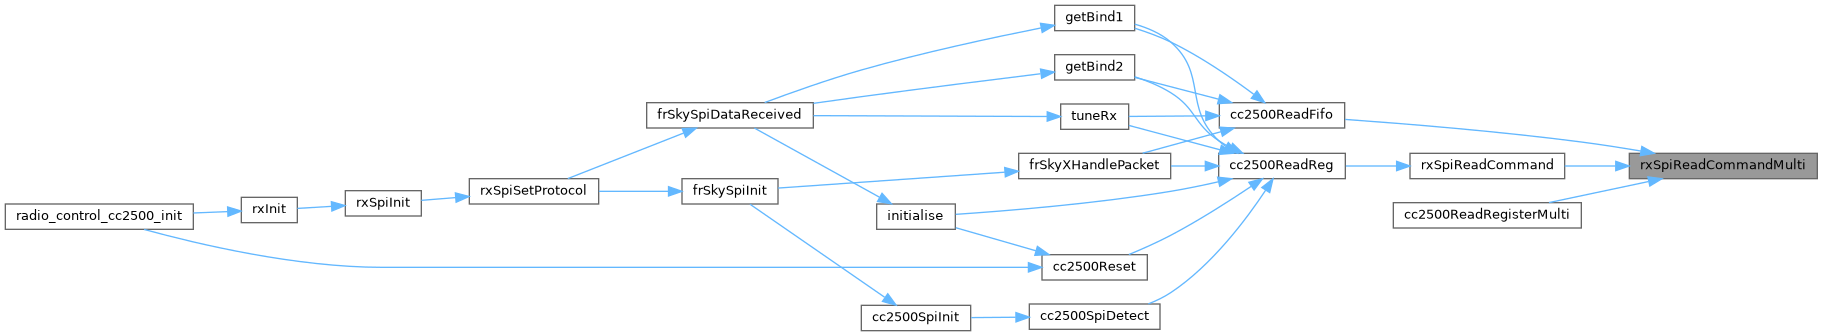 getBind1
getBind2
frSkySpiDataReceived
tuneRx
cc2500ReadFifo
frSkyXHandlePacket
cc2500ReadReg
rxSpiReadCommand
rxSpiReadCommandMulti
radio_control_cc2500_init
rxInit
rxSpiInit
rxSpiSetProtocol
frSkySpiInit
initialise
cc2500ReadRegisterMulti
cc2500Reset
cc2500SpiInit
cc2500SpiDetect